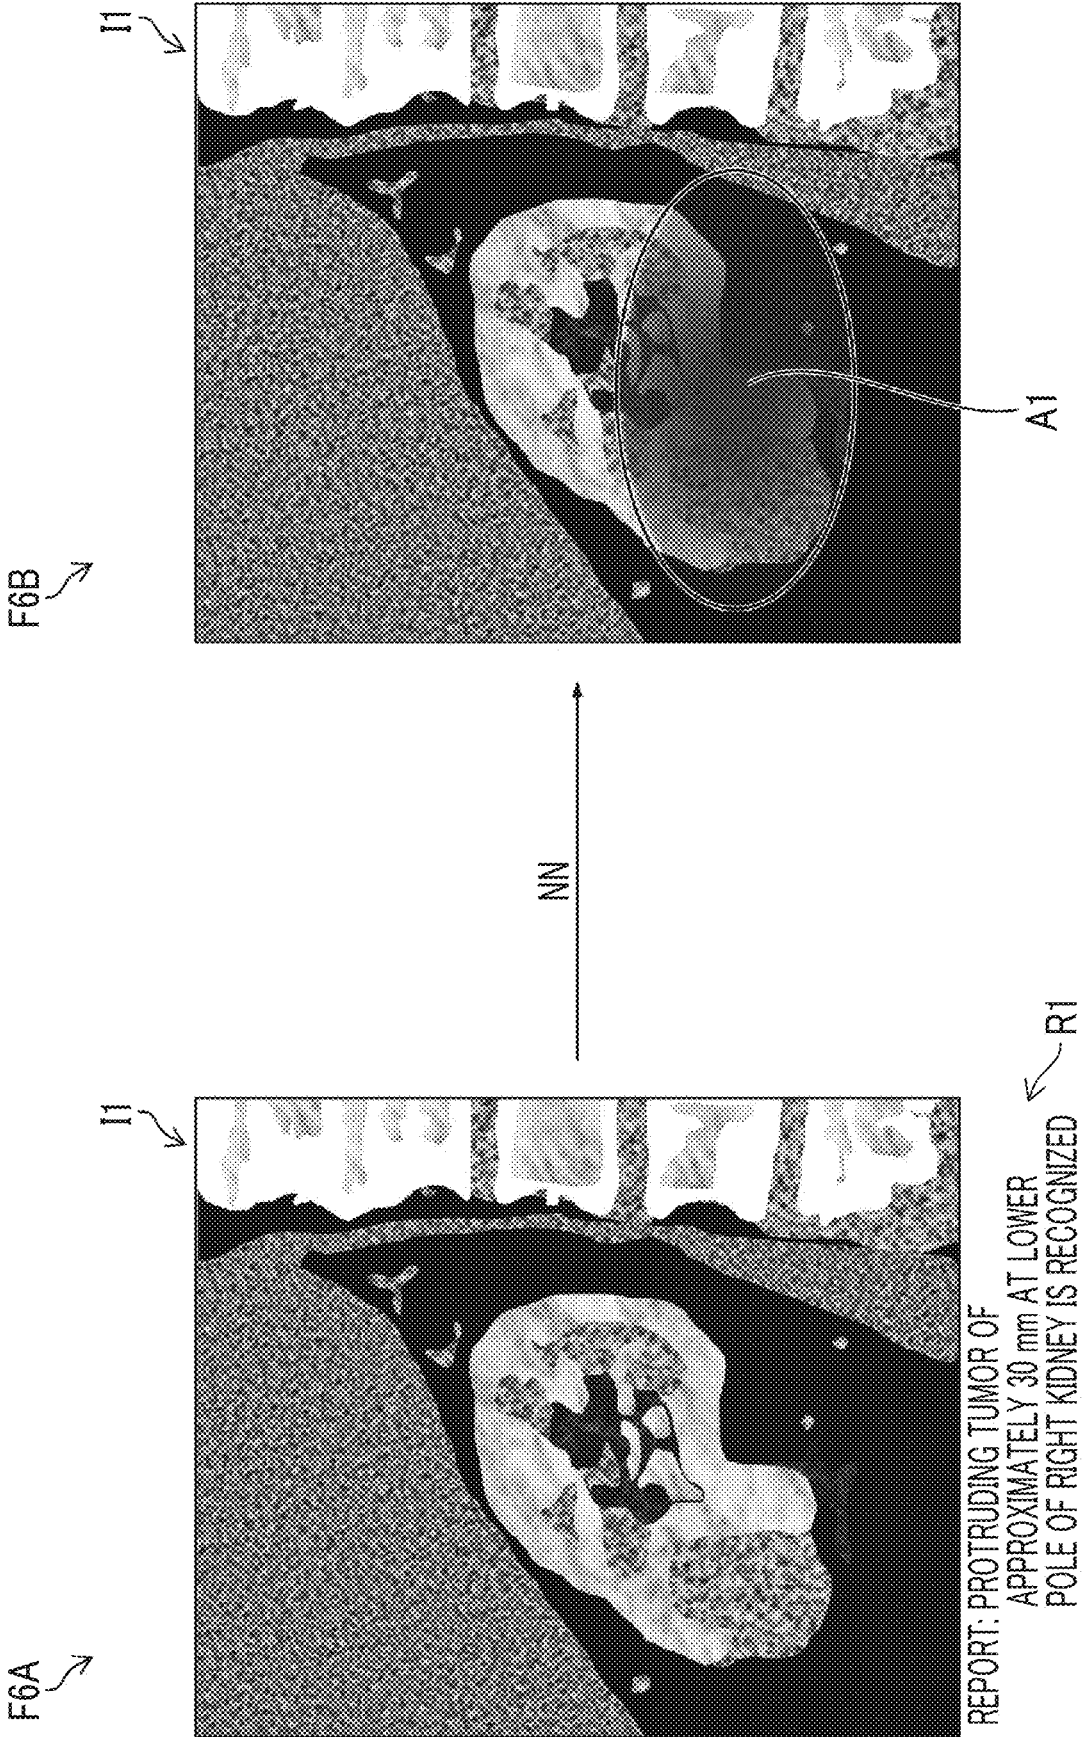 F6A
I1
REPORT: PROTRUDING TUMOR OF
APPROXIMATELY 30 mm AT LOWER
POLE OF RIGHT KIDNEY IS RECOGNIZED
R1
NN
F6B
I1
A1